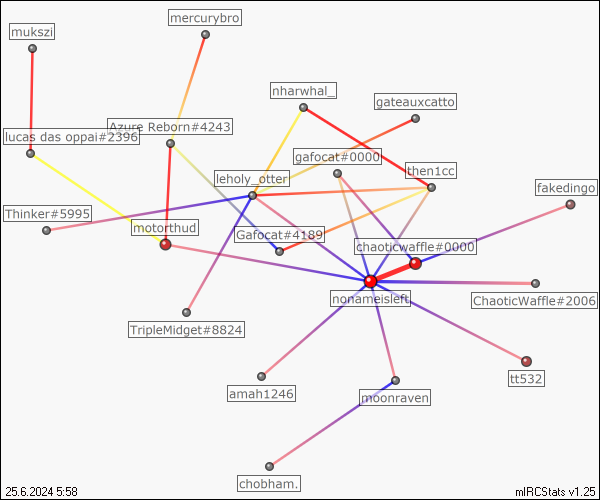 mercurybro
mukszi
nharwhal_
gateauxcatto
Azure Reborn#4243
lucas das oppai#2396
gafocat#0000
then1cc
leholy_otter
fakedingo
Thinker#5995
motorthud
Gafocat#4189
chaoticwaffle#0000
nonameisleft
ChaoticWaffle#2006
TripleMidget#8824
tt532
amah1246
moonraven
chobham.
25.6.2024 5:58
mIRCStats v1.25